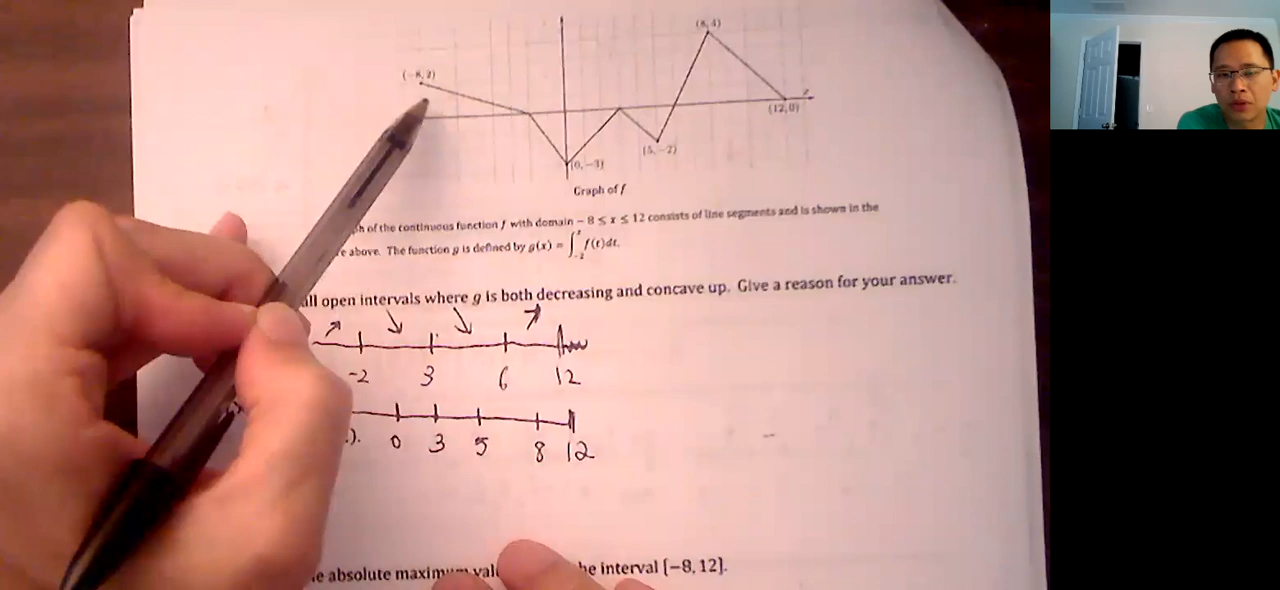 (8, 4)
(-8, 2)
x
(12, 0)
(5, -2)
(0, -3)
Graph of f
of the continuous function f with domain − 8 ≤ x ≤ 12 consists of line segments and is shown in the
above. The function g is defined by g(x) = ∫₋₂ˣ f(t)dt.
all open intervals where g is both decreasing and concave up. Give a reason for your answer.
-2 3 6 12
0 3 5 8 12
absolute maximum interval [−8, 12].